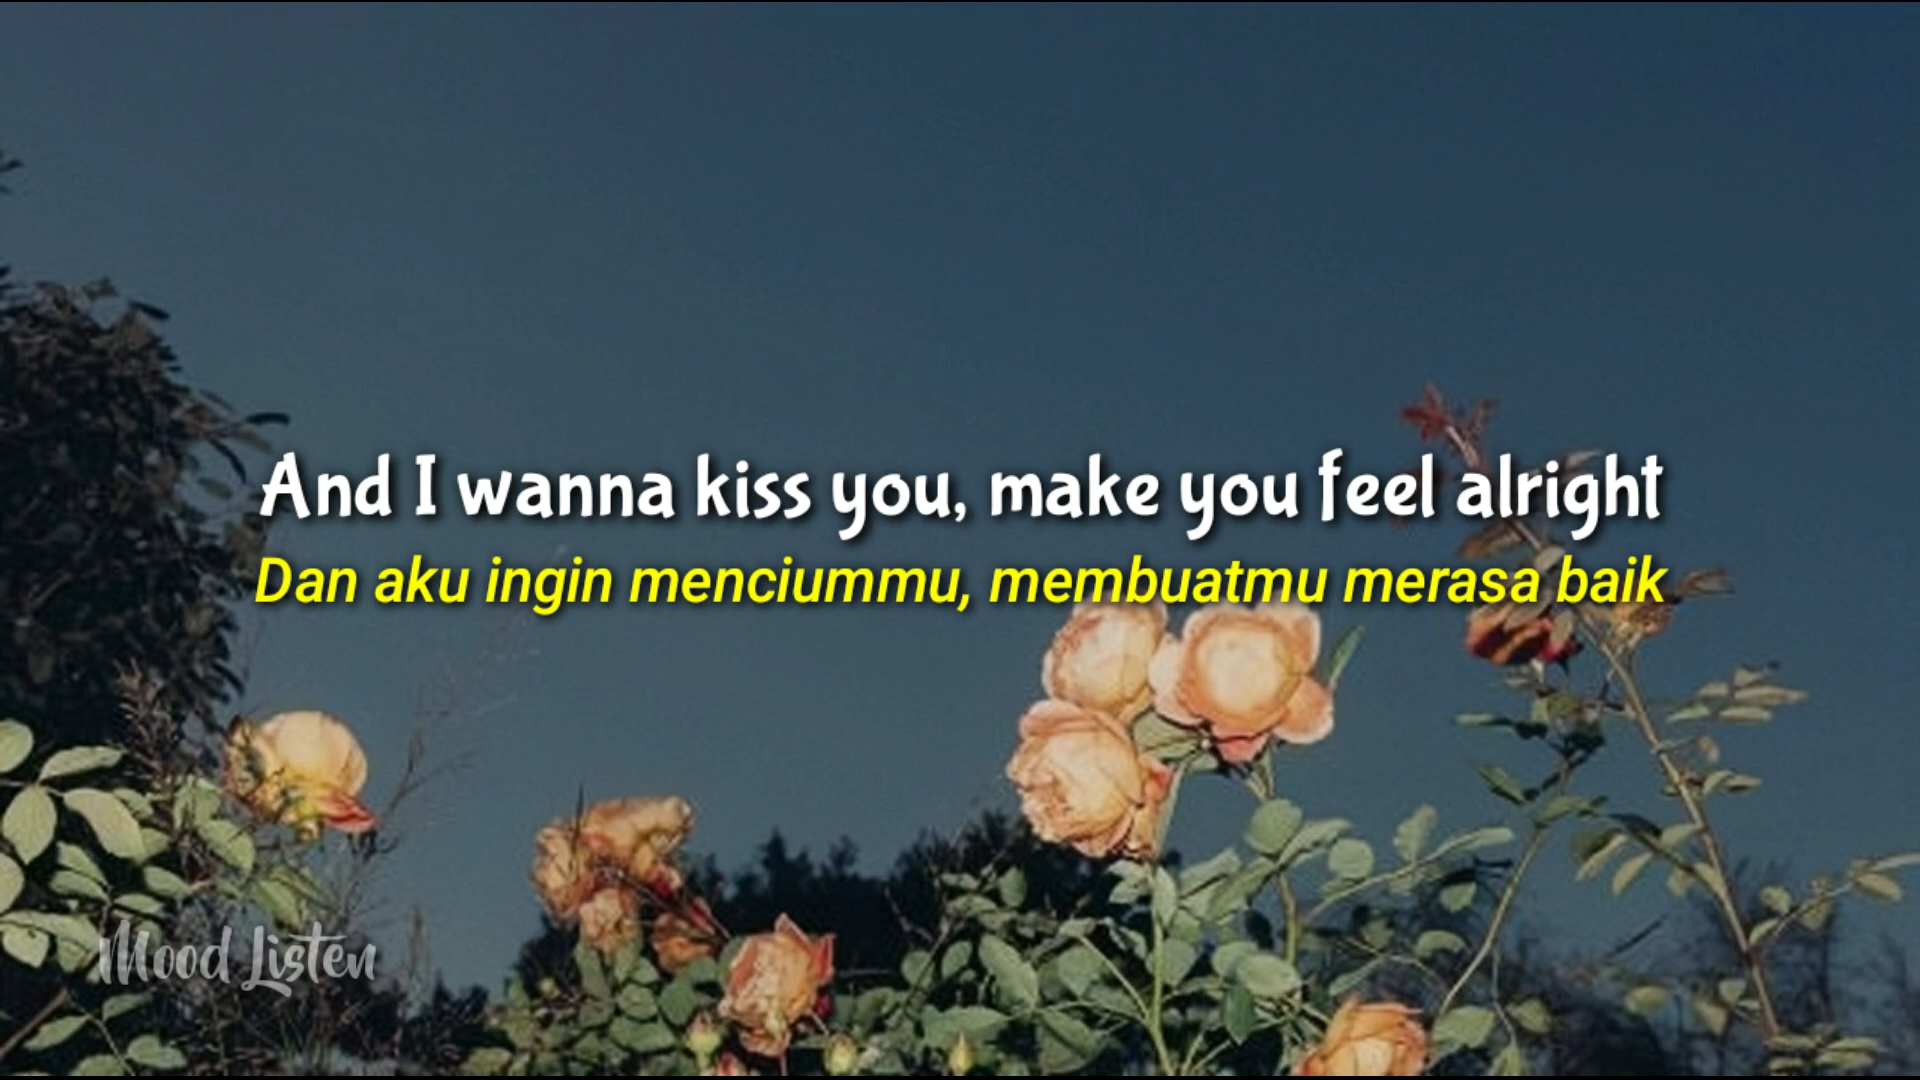 And I wanna kiss you, make you feel alright
Dan aku ingin menciummu, membuatmu merasa baik
Mood Listen